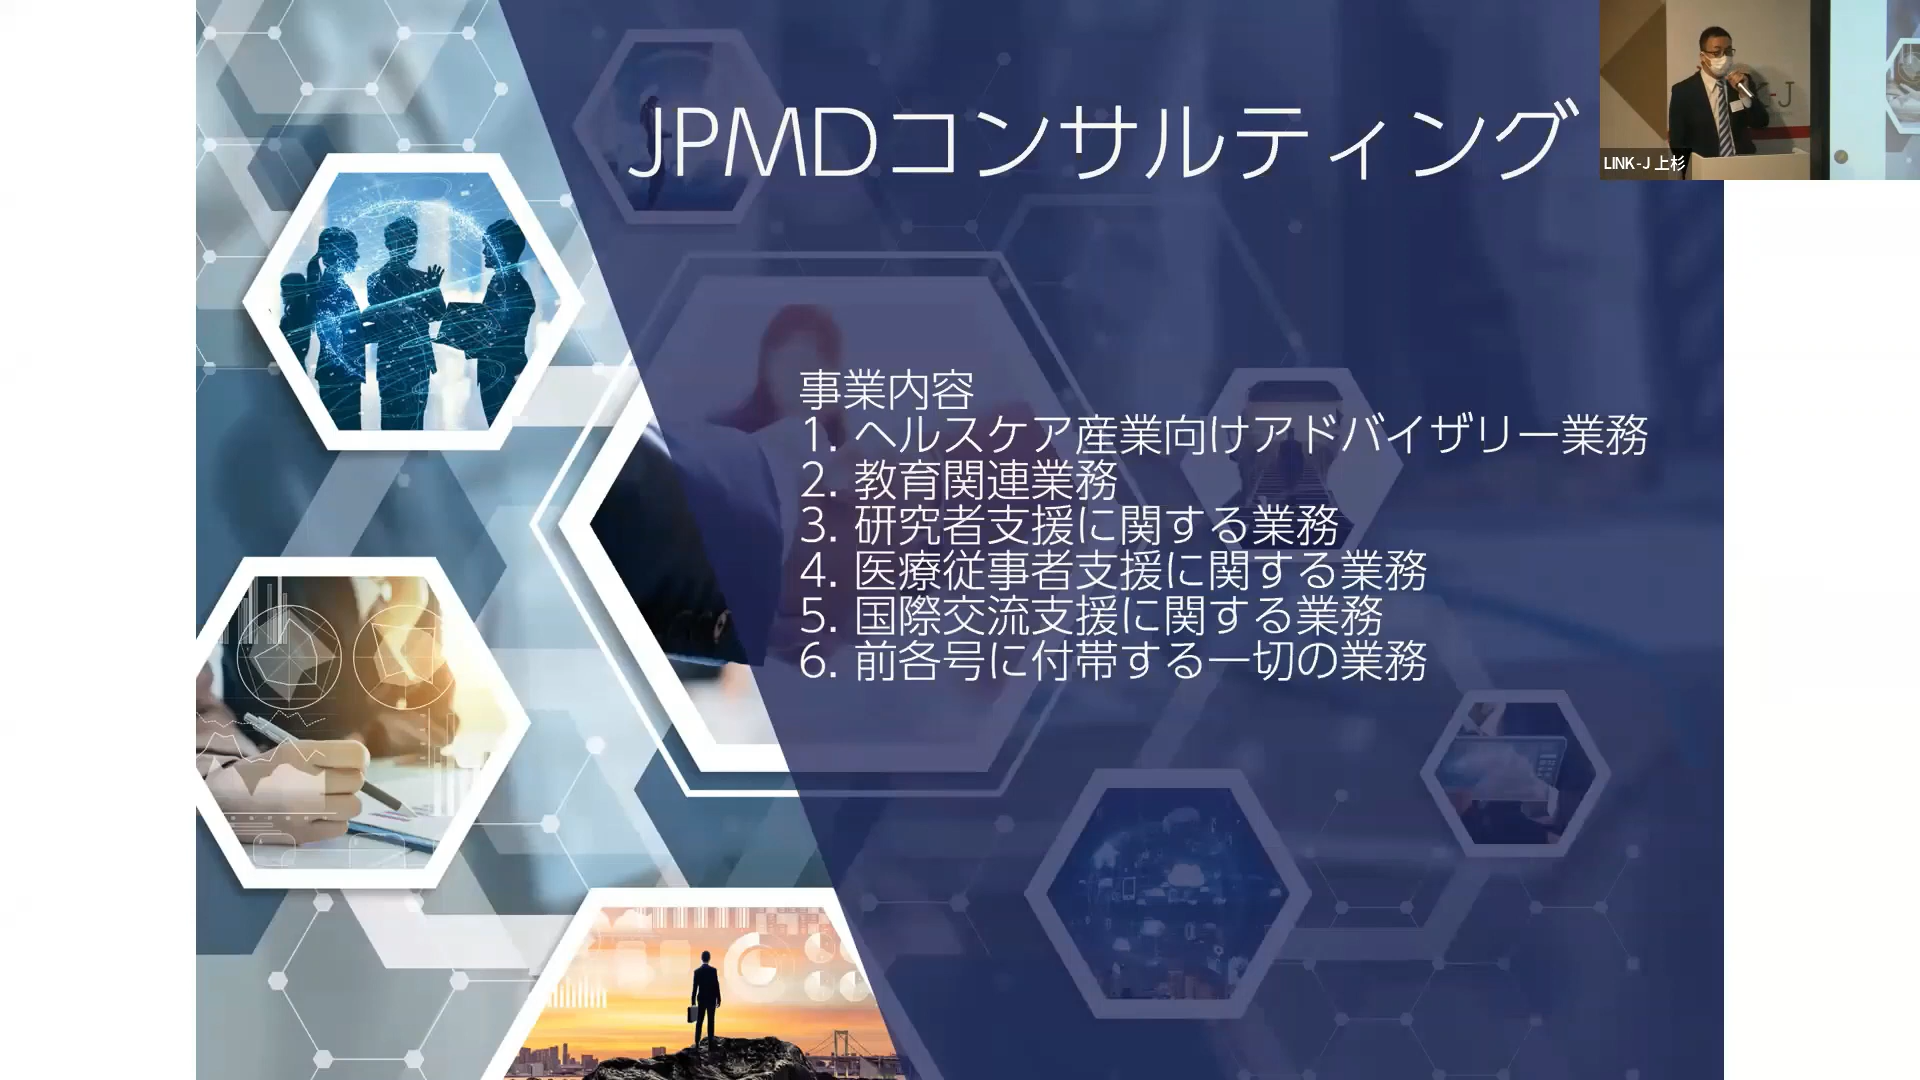 JPMDコンサルティング
事業内容
1. ヘルスケア産業向けアドバイザリー業務
2. 教育関連業務
3. 研究者支援に関する業務
4. 医療従事者支援に関する業務
5. 国際交流支援に関する業務
6. 前各号に付帯する一切の業務
K-J
LINK-J 上杉